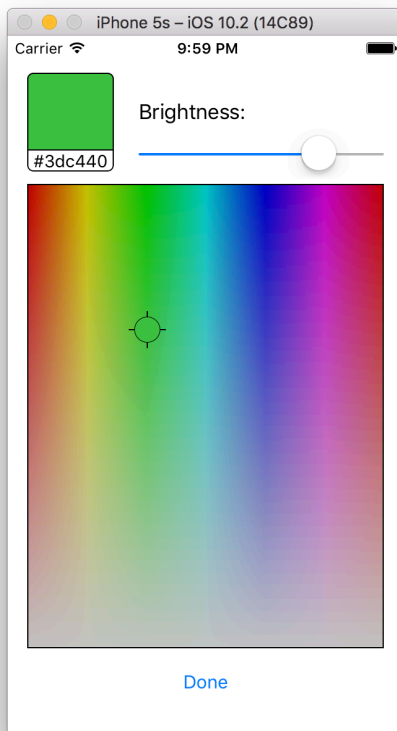 iPhone 5s – iOS 10.2 (14C89)
Carrier 9:59 PM
Brightness:
#3dc440
Done